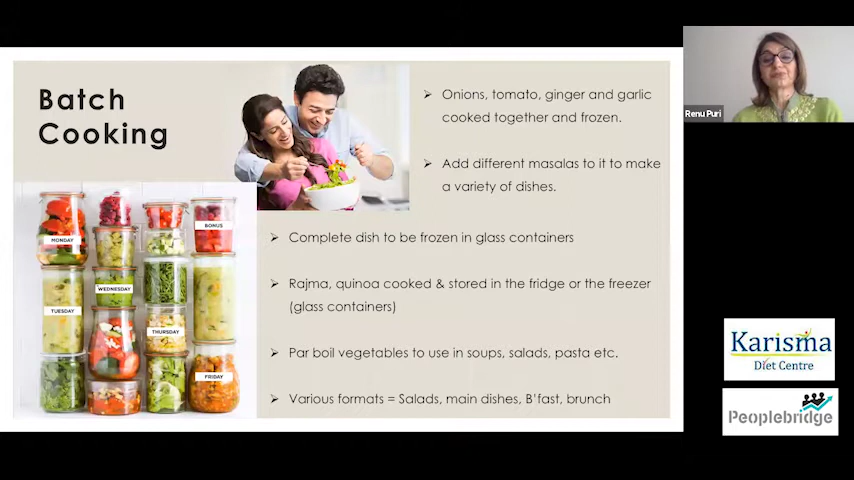 Batch
Cooking
➢ Onions, tomato, ginger and garlic
cooked together and frozen.
➢ Add different masalas to it to make
a variety of dishes.
➢ Complete dish to be frozen in glass containers
➢ Rajma, quinoa cooked & stored in the fridge or the freezer
(glass containers)
➢ Par boil vegetables to use in soups, salads, pasta etc.
➢ Various formats = Salads, main dishes, B'fast, brunch
MONDAY
BONUS
WEDNESDAY
TUESDAY
THURSDAY
FRIDAY
Renu Puri
Karisma
Diet Centre
Peoplebridge